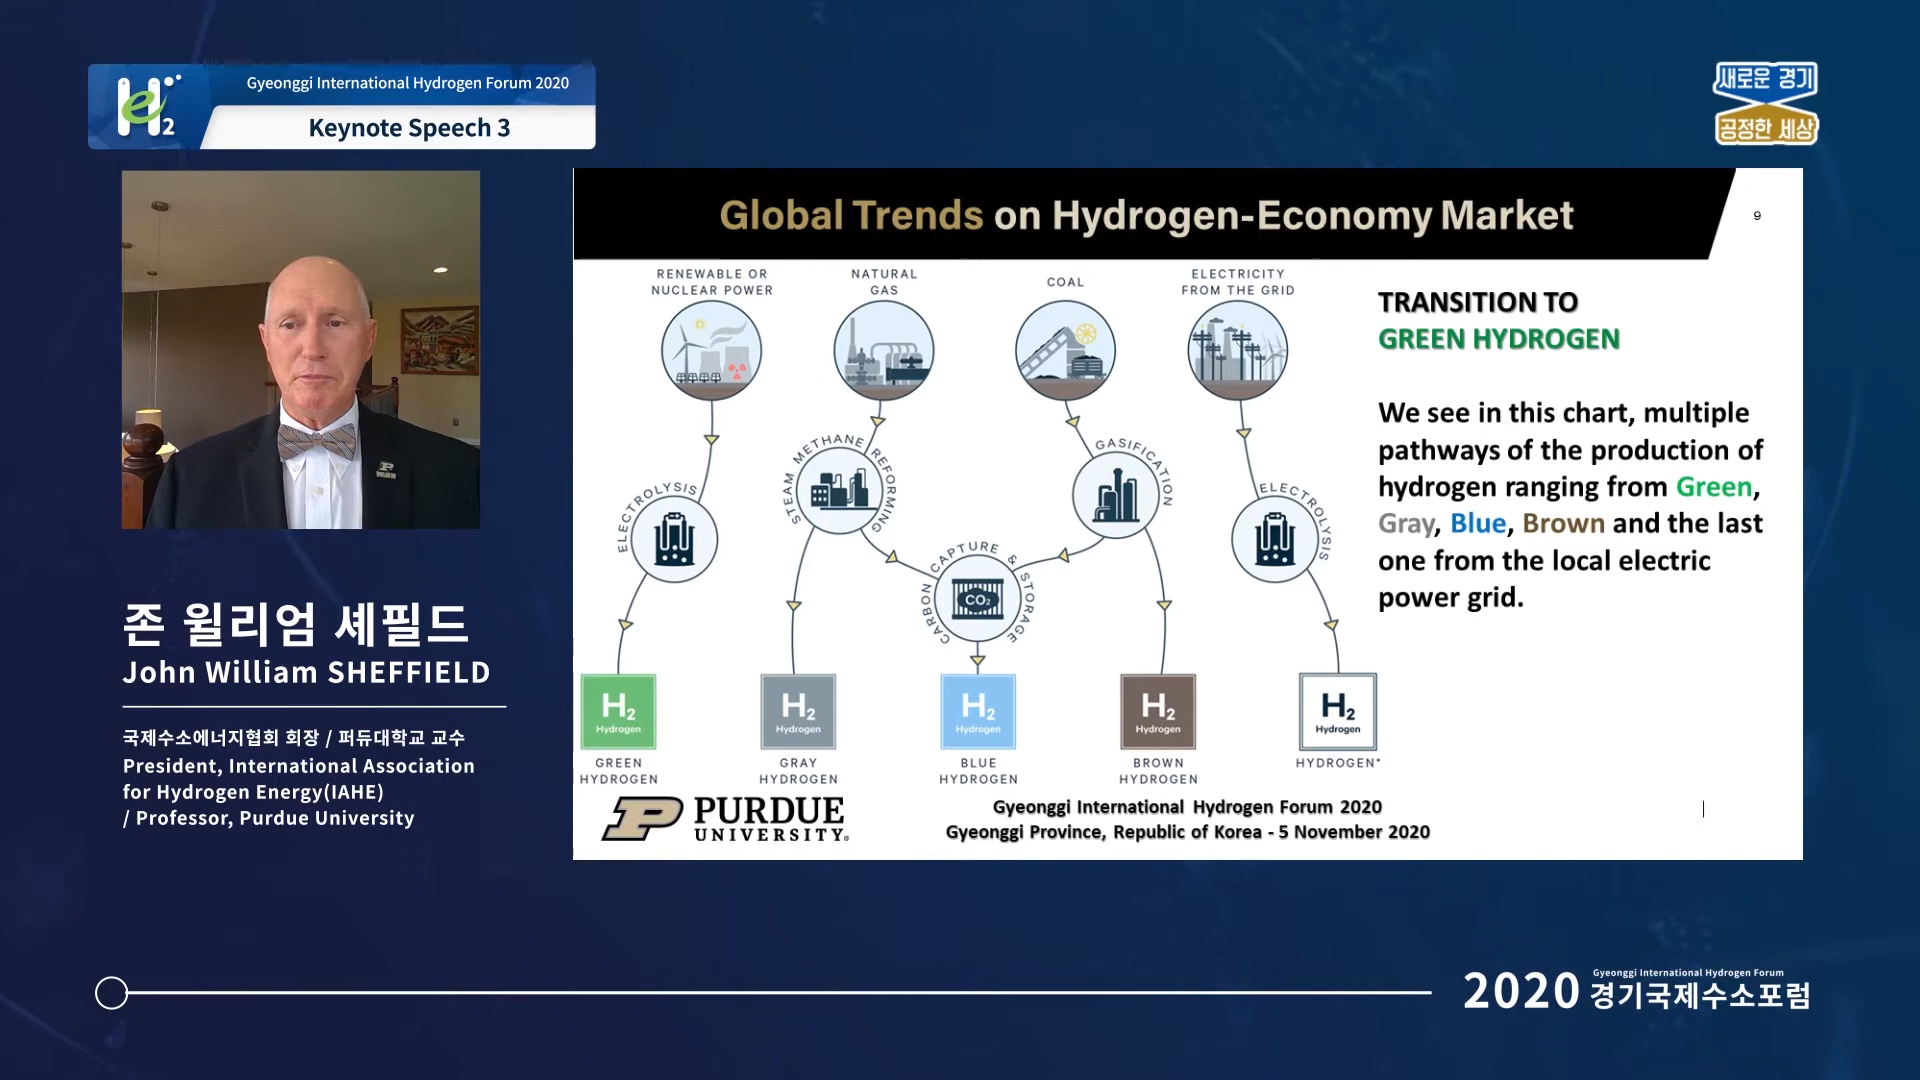 Gyeonggi International Hydrogen Forum 2020
H2
e
Keynote Speech 3
새로운 경기
공정한 세상
Global Trends on Hydrogen-Economy Market
9
RENEWABLE OR
NUCLEAR POWER
NATURAL
GAS
COAL
ELECTRICITY
FROM THE GRID
TRANSITION TO
GREEN HYDROGEN
We see in this chart, multiple
pathways of the production of
hydrogen ranging from Green,
Gray, Blue, Brown and the last
one from the local electric
power grid.
ELECTROLYSIS
STEAM METHANE REFORMING
GASIFICATION
ELECTROLYSIS
CARBON CAPTURE & STORAGE
CO₂
H₂
Hydrogen
H₂
Hydrogen
H₂
Hydrogen
H₂
Hydrogen
H₂
Hydrogen
GREEN
HYDROGEN
GRAY
HYDROGEN
BLUE
HYDROGEN
BROWN
HYDROGEN
HYDROGEN*
P PURDUE
UNIVERSITY®
Gyeonggi International Hydrogen Forum 2020
Gyeonggi Province, Republic of Korea - 5 November 2020
P
존 윌리엄 셰필드
John William SHEFFIELD
국제수소에너지협회 회장 / 퍼듀대학교 교수
President, International Association
for Hydrogen Energy(IAHE)
/ Professor, Purdue University
2020
Gyeonggi International Hydrogen Forum
경기국제수소포럼